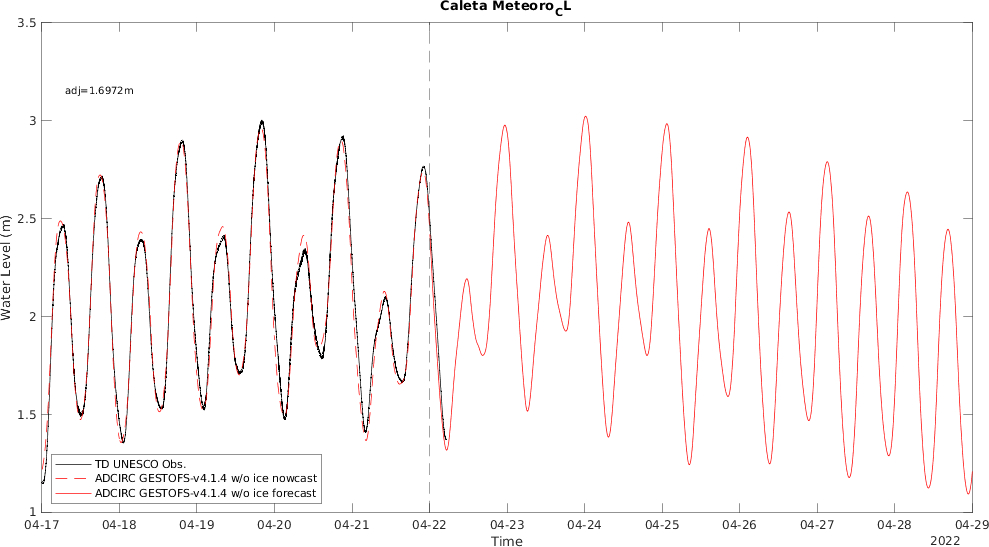 Caleta Meteoro_CL
3.5
adj=1.6972m
3
2.5
2
1.5
1
Water Level (m)
TD UNESCO Obs.
ADCIRC GESTOFS-v4.1.4 w/o ice nowcast
ADCIRC GESTOFS-v4.1.4 w/o ice forecast
04-17 04-18 04-19 04-20 04-21 04-22 04-23 04-24 04-25 04-26 04-27 04-28 04-29
Time
2022